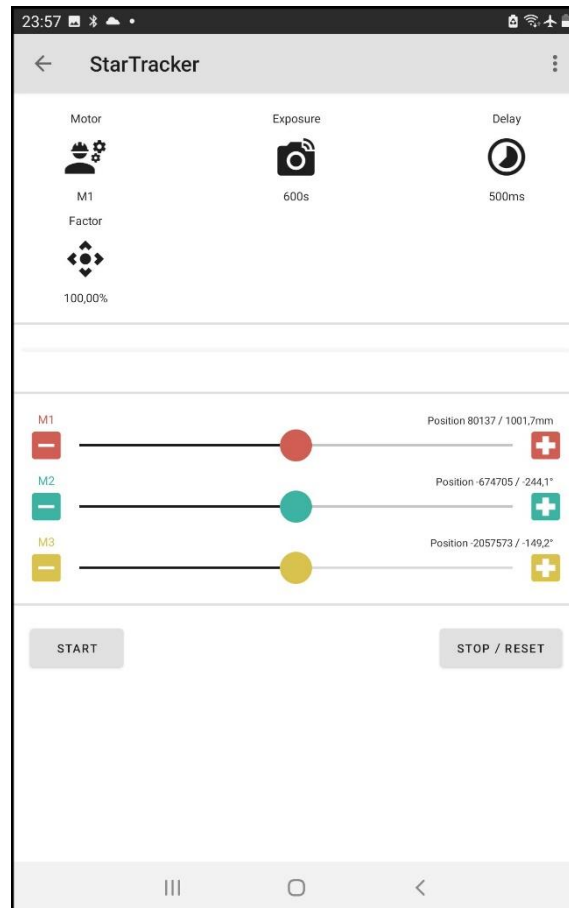 23:57
StarTracker
Motor Exposure Delay
M1 600s 500ms
Factor
100,00%
M1 Position 80137 / 1001,7mm
M2 Position -674705 / -244,1°
M3 Position -2057573 / -149,2°
START STOP / RESET